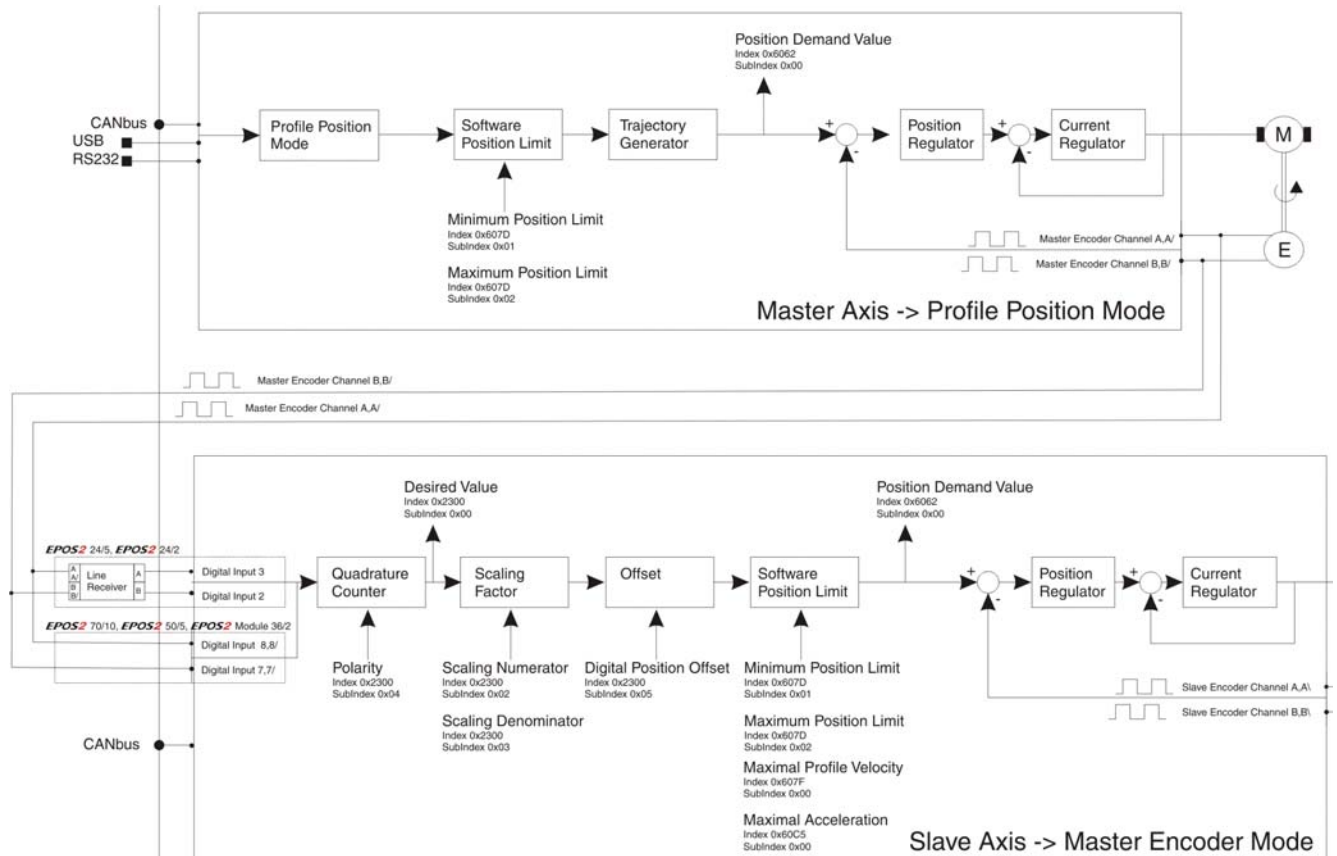 Position Demand Value
Index 0x6062
SubIndex 0x00
CANbus
USB
RS232
Profile Position
Mode
Software
Position Limit
Trajectory
Generator
+
-
Position
Regulator
+
-
Current
Regulator
M
Minimum Position Limit
Index 0x607D
SubIndex 0x01
Maximum Position Limit
Index 0x607D
SubIndex 0x02
Master Encoder Channel A,A/
Master Encoder Channel B,B/
E
Master Axis -> Profile Position Mode
Master Encoder Channel B,B/
Master Encoder Channel A,A/
Desired Value
Index 0x2300
SubIndex 0x00
Position Demand Value
Index 0x6062
SubIndex 0x00
EPOS2 24/5, EPOS2 24/2
A
A/
B
B/
Line
Receiver
A
B
Digital Input 3
Digital Input 2
EPOS2 70/10, EPOS2 50/5, EPOS2 Module 36/2
Digital Input 8,8/
Digital Input 7,7/
Quadrature
Counter
Scaling
Factor
Offset
Software
Position Limit
+
-
Position
Regulator
+
-
Current
Regulator
Polarity
Index 0x2300
SubIndex 0x04
Scaling Numerator
Index 0x2300
SubIndex 0x02
Scaling Denominator
Index 0x2300
SubIndex 0x03
Digital Position Offset
Index 0x2300
SubIndex 0x05
Minimum Position Limit
Index 0x607D
SubIndex 0x01
Maximum Position Limit
Index 0x607D
SubIndex 0x02
Maximal Profile Velocity
Index 0x607F
SubIndex 0x00
Maximal Acceleration
Index 0x60C5
SubIndex 0x00
Slave Encoder Channel A,A\
Slave Encoder Channel B,B\
CANbus
Slave Axis -> Master Encoder Mode